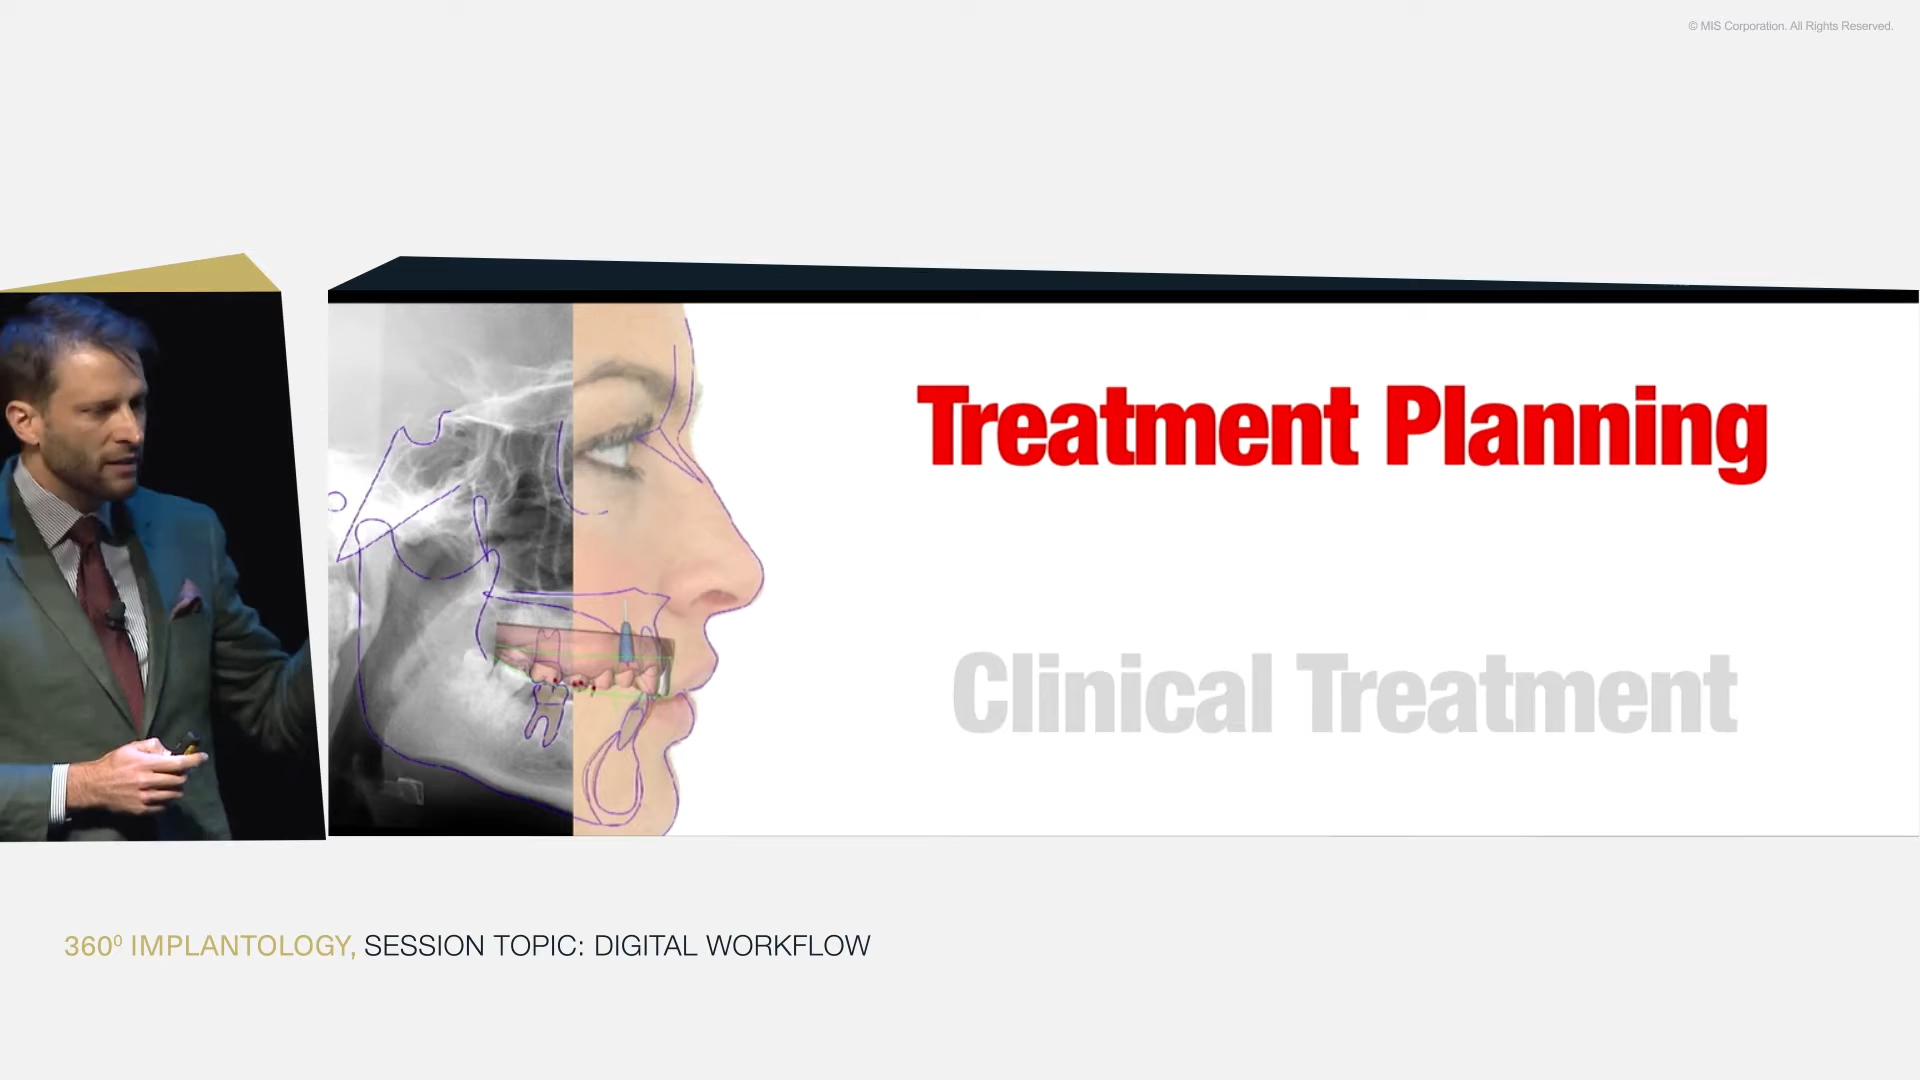 © MIS Corporation. All Rights Reserved.
Treatment Planning
Clinical Treatment
360⁰ IMPLANTOLOGY, SESSION TOPIC: DIGITAL WORKFLOW